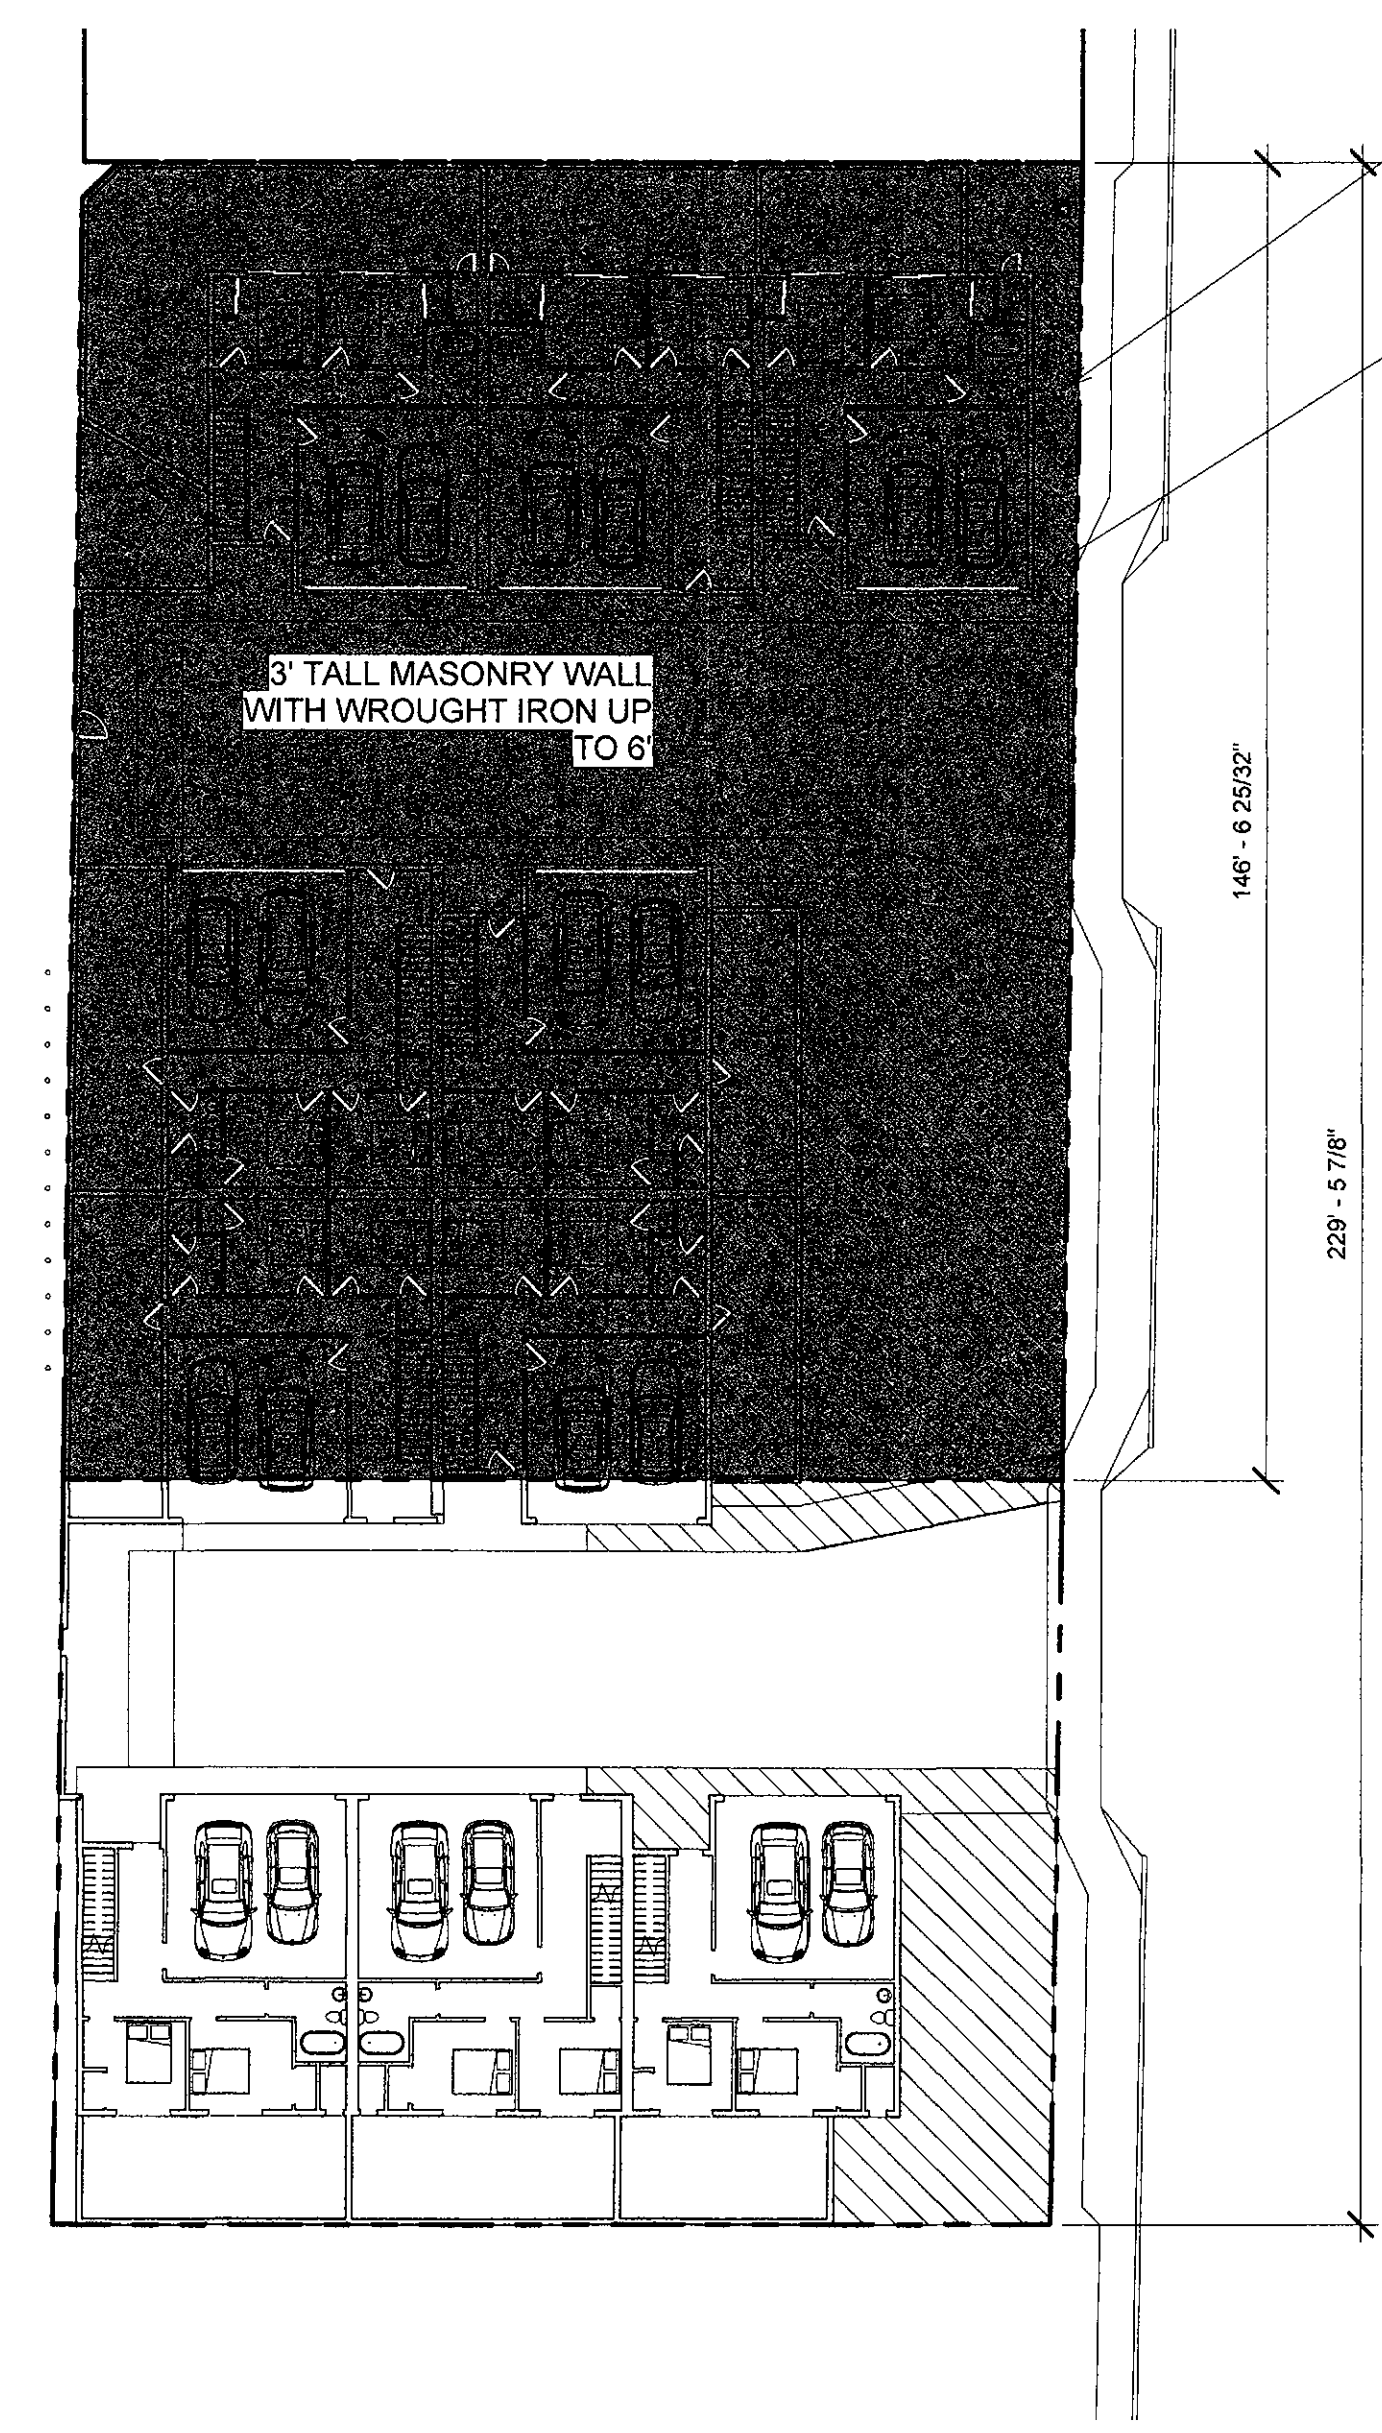 3' TALL MASONRY WALL
WITH WROUGHT IRON UP
TO 6'
146' - 6 25/32"
229' - 5 7/8"